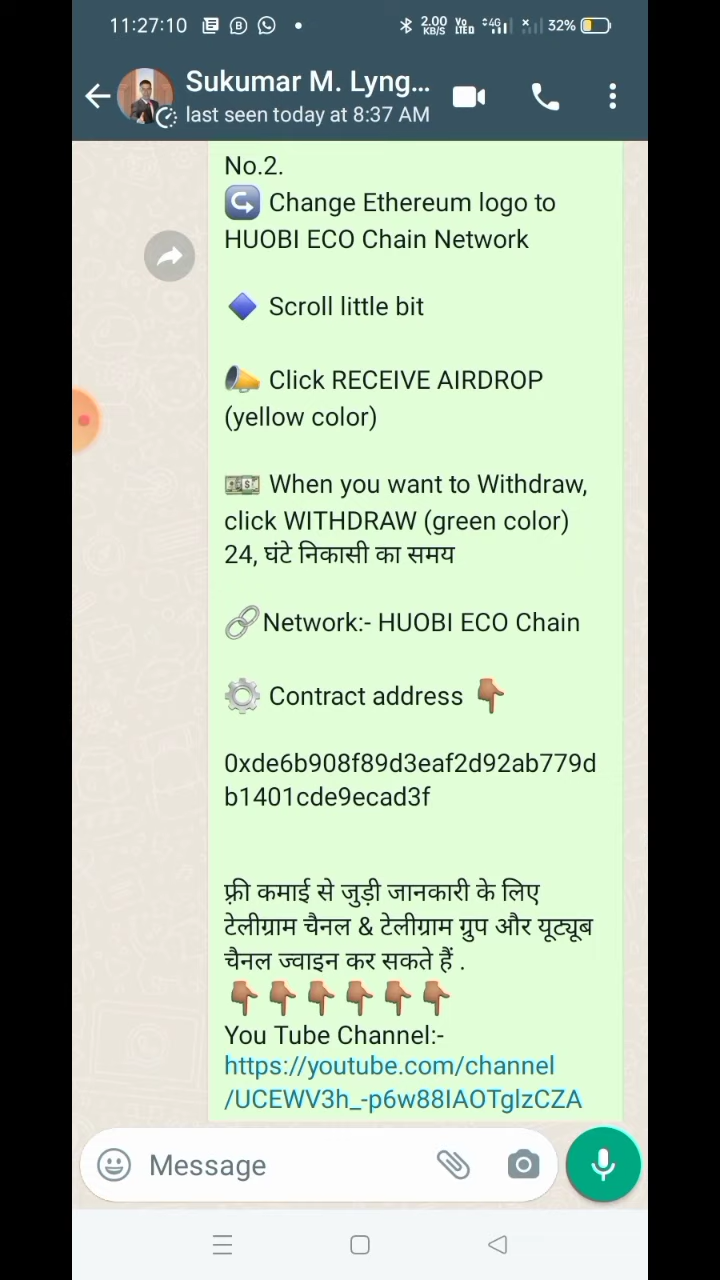 11:27:10
2.00 KB/S
Vo LTED
4G
32%
Sukumar M. Lyng...
last seen today at 8:37 AM
No.2.
↪️ Change Ethereum logo to
HUOBI ECO Chain Network
🔷 Scroll little bit
📣 Click RECEIVE AIRDROP
(yellow color)
💵 When you want to Withdraw,
click WITHDRAW (green color)
24, घंटे निकासी का समय
🔗Network:- HUOBI ECO Chain
⚙️ Contract address 👇🏾
0xde6b908f89d3eaf2d92ab779d
b1401cde9ecad3f
फ़्री कमाई से जुड़ी जानकारी के लिए
टेलीग्राम चैनल & टेलीग्राम ग्रुप और यूट्यूब
चैनल ज्वाइन कर सकते हैं .
👇🏾👇🏾👇🏾👇🏾👇🏾👇🏾
You Tube Channel:-
https://youtube.com/channel
/UCEWV3h_-p6w88IAOTglzCZA
Message